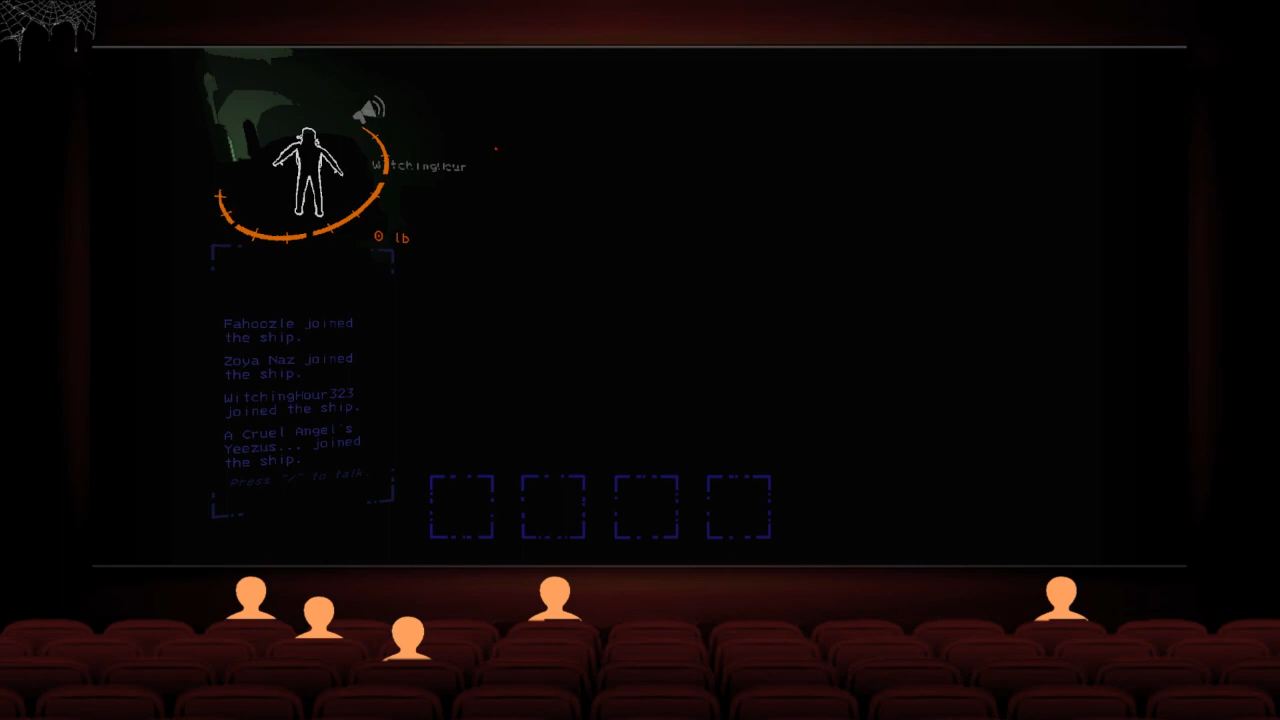 WitchingHour
0 lb
Fahoozle joined
the ship.
Zoya Naz joined
the ship.
WitchingHour323
joined the ship.
A Cruel Angel's
Yeezus... joined
the ship.
Press "/" to talk.